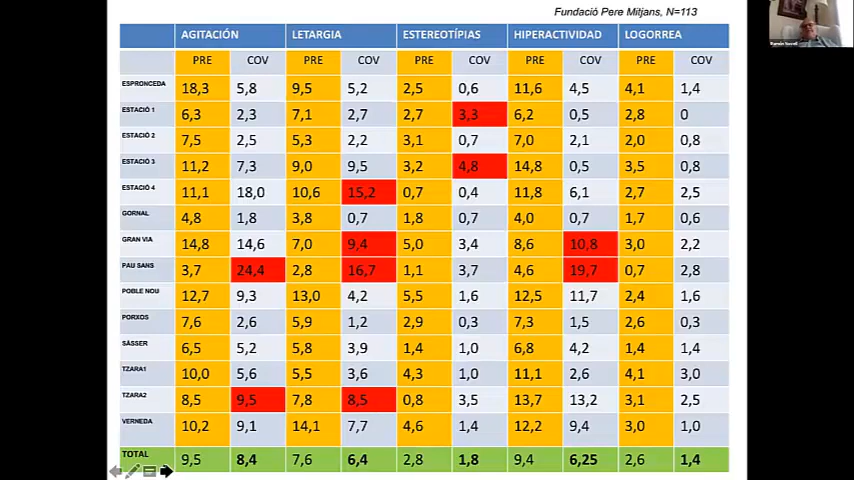 Fundació Pere Mitjans, N=113
AGITACIÓN LETARGIA ESTEREOTÍPIAS HIPERACTIVIDAD LOGORREA
PRE COV PRE COV PRE COV PRE COV PRE COV
ESPRONCEDA 18,3 5,8 9,5 5,2 2,5 0,6 11,6 4,5 4,1 1,4
ESTACIÓ 1 6,3 2,3 7,1 2,7 2,7 3,3 6,2 0,5 2,8 0
ESTACIÓ 2 7,5 2,5 5,3 2,2 3,1 0,7 7,0 2,1 2,0 0,8
ESTACIÓ 3 11,2 7,3 9,0 9,5 3,2 4,8 14,8 0,5 3,5 0,8
ESTACIÓ 4 11,1 18,0 10,6 15,2 0,7 0,4 11,8 6,1 2,7 2,5
GORNAL 4,8 1,8 3,8 0,7 1,8 0,7 4,0 0,7 1,7 0,6
GRAN VIA 14,8 14,6 7,0 9,4 5,0 3,4 8,6 10,8 3,0 2,2
PAU SANS 3,7 24,4 2,8 16,7 1,1 3,7 4,6 19,7 0,7 2,8
POBLE NOU 12,7 9,3 13,0 4,2 5,5 1,6 12,5 11,7 2,4 1,6
PORXOS 7,6 2,6 5,9 1,2 2,9 0,3 7,3 1,5 2,6 0,3
SÀSSER 6,5 5,2 5,8 3,9 1,4 1,0 6,8 4,2 1,4 1,4
TZARA1 10,0 5,6 5,5 3,6 4,3 1,0 11,1 2,6 4,1 3,0
TZARA2 8,5 9,5 7,8 8,5 0,8 3,5 13,7 13,2 3,1 2,5
VERNEDA 10,2 9,1 14,1 7,7 4,6 1,4 12,2 9,4 3,0 1,0
TOTAL 9,5 8,4 7,6 6,4 2,8 1,8 9,4 6,25 2,6 1,4